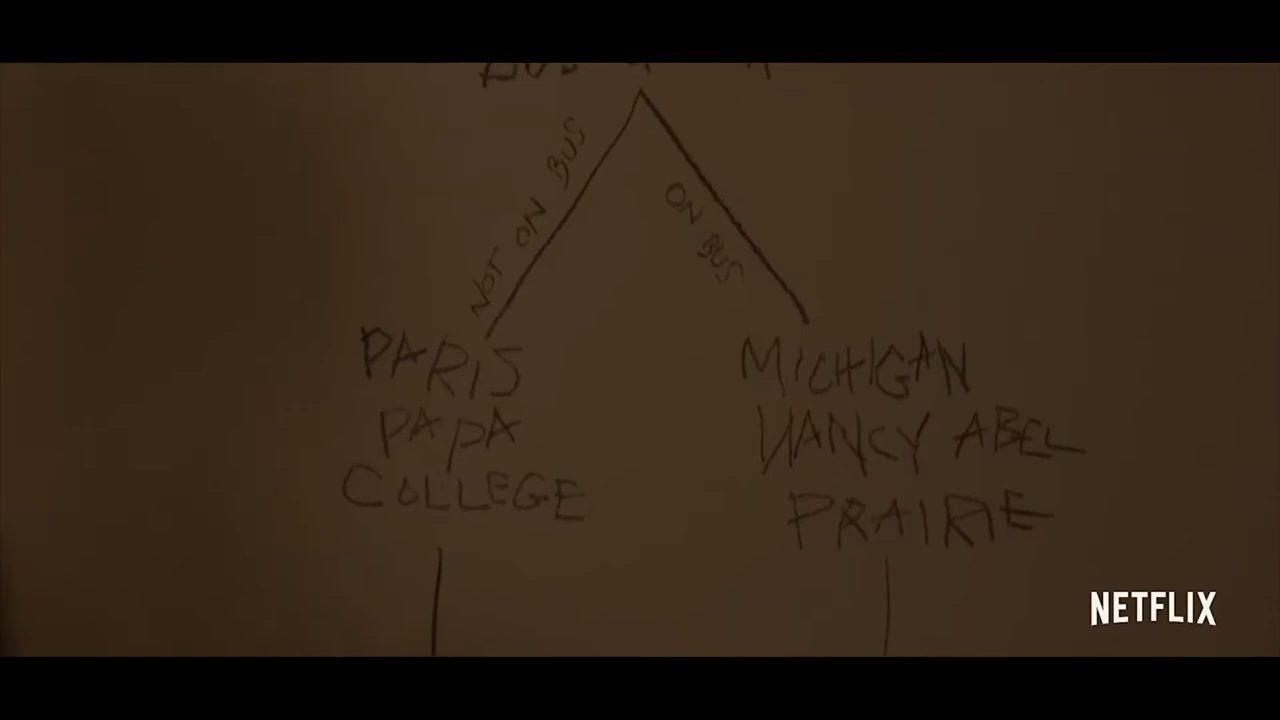 NOT ON BUS
ON BUS
PARIS
PAPA
COLLEGE
MICHIGAN
NANCY ABEL
PRAIRIE
NETFLIX